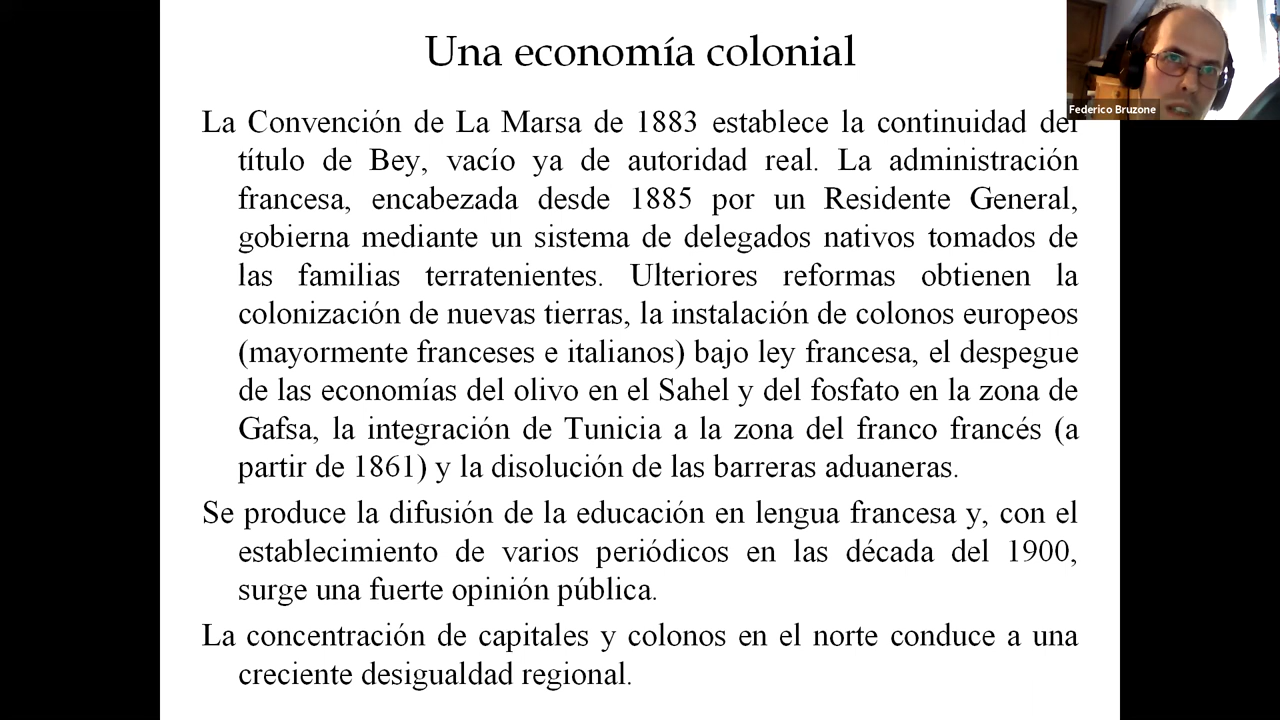 Una economía colonial
Federico Bruzone
La Convención de La Marsa de 1883 establece la continuidad del
título de Bey, vacío ya de autoridad real. La administración
francesa, encabezada desde 1885 por un Residente General,
gobierna mediante un sistema de delegados nativos tomados de
las familias terratenientes. Ulteriores reformas obtienen la
colonización de nuevas tierras, la instalación de colonos europeos
(mayormente franceses e italianos) bajo ley francesa, el despegue
de las economías del olivo en el Sahel y del fosfato en la zona de
Gafsa, la integración de Tunicia a la zona del franco francés (a
partir de 1861) y la disolución de las barreras aduaneras.
Se produce la difusión de la educación en lengua francesa y, con el
establecimiento de varios periódicos en las década del 1900,
surge una fuerte opinión pública.
La concentración de capitales y colonos en el norte conduce a una
creciente desigualdad regional.